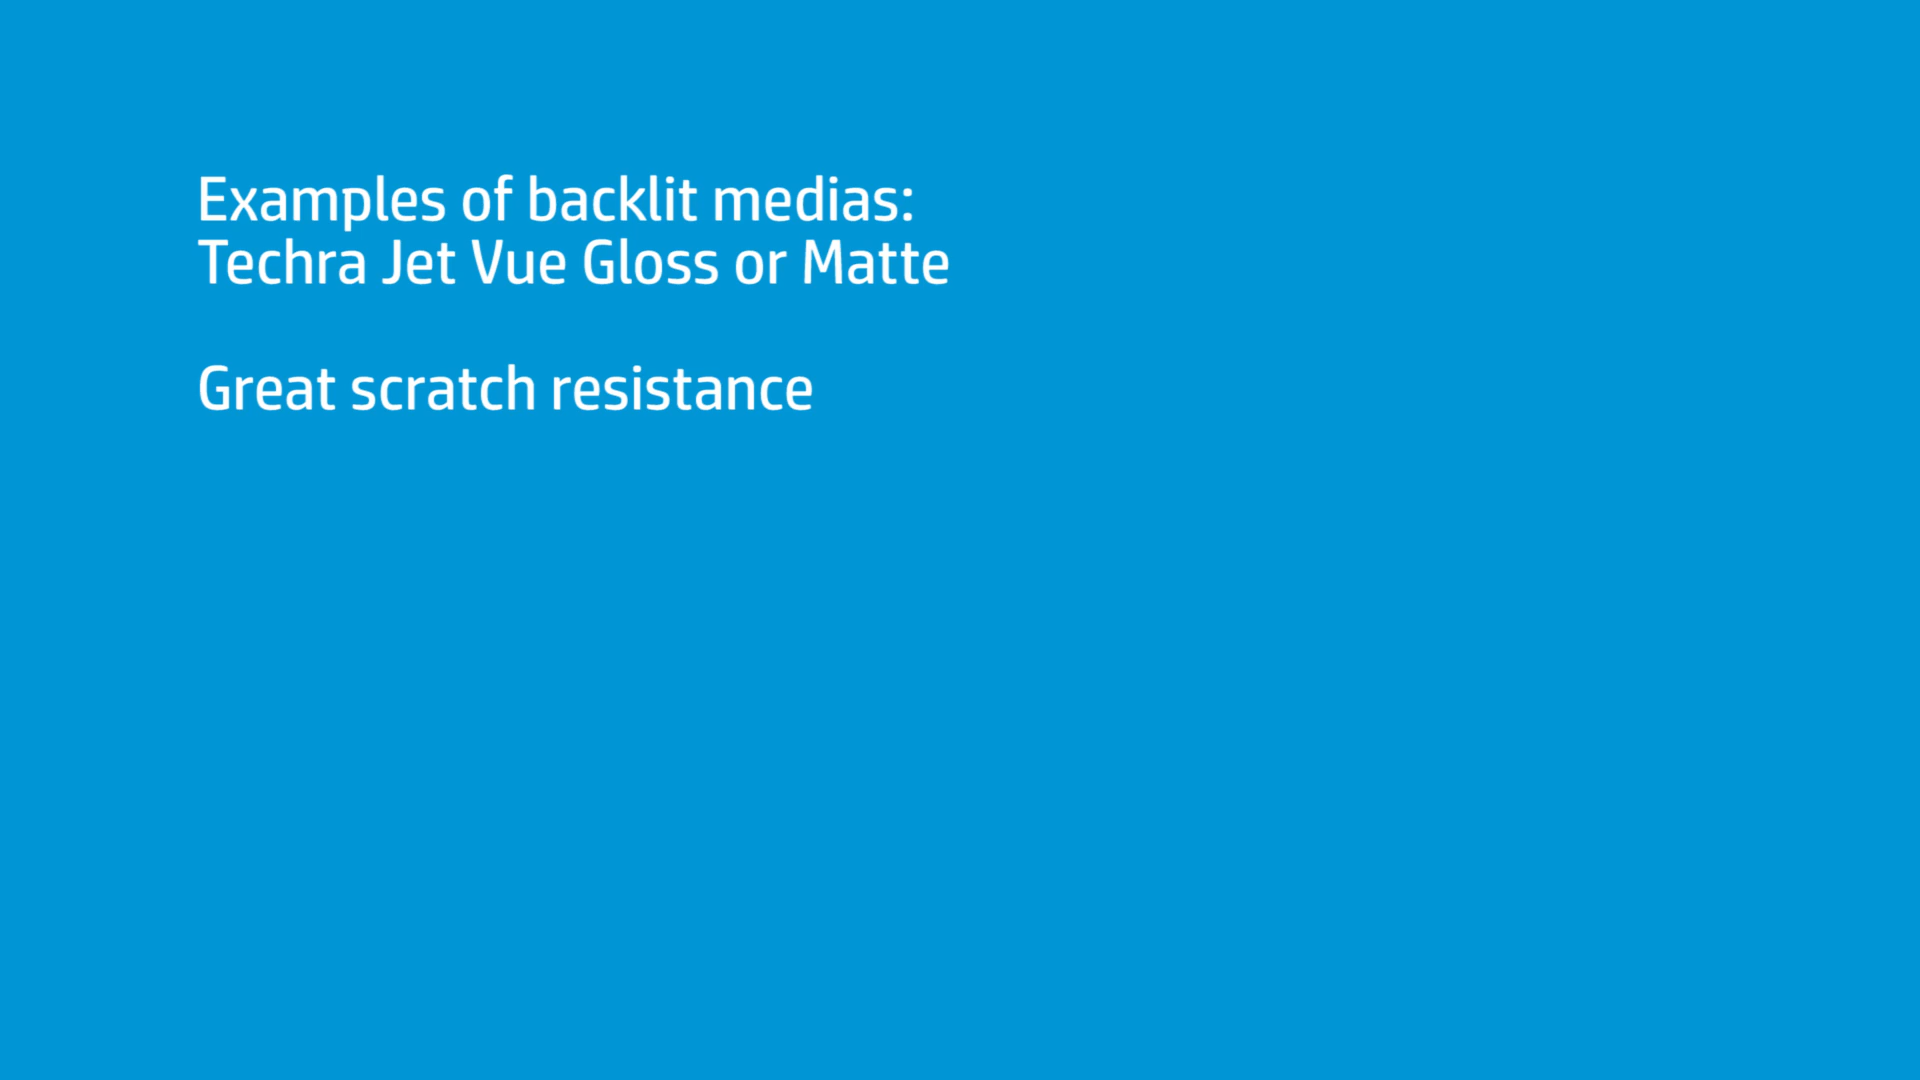 Examples of backlit medias:
Techra Jet Vue Gloss or Matte
Great scratch resistance